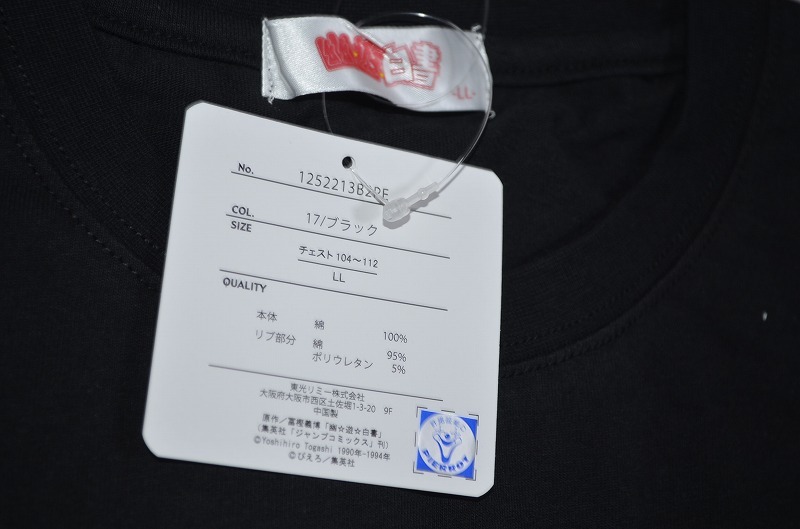 幽遊白書
-LL-
No. 1252213B2RE
COL. 17/ブラック
SIZE
チェスト 104～112
LL
QUALITY
本体 綿 100%
リブ部分 綿 95%
ポリウレタン 5%
東光リミー株式会社
大阪府大阪市西区土佐堀1-3-20 9F
中国製
原作／冨樫義博「幽☆遊☆白書」
（集英社「ジャンプコミックス」刊）
©Yoshihiro Togashi 1990年-1994年
©ぴえろ／集英社
PIERROT